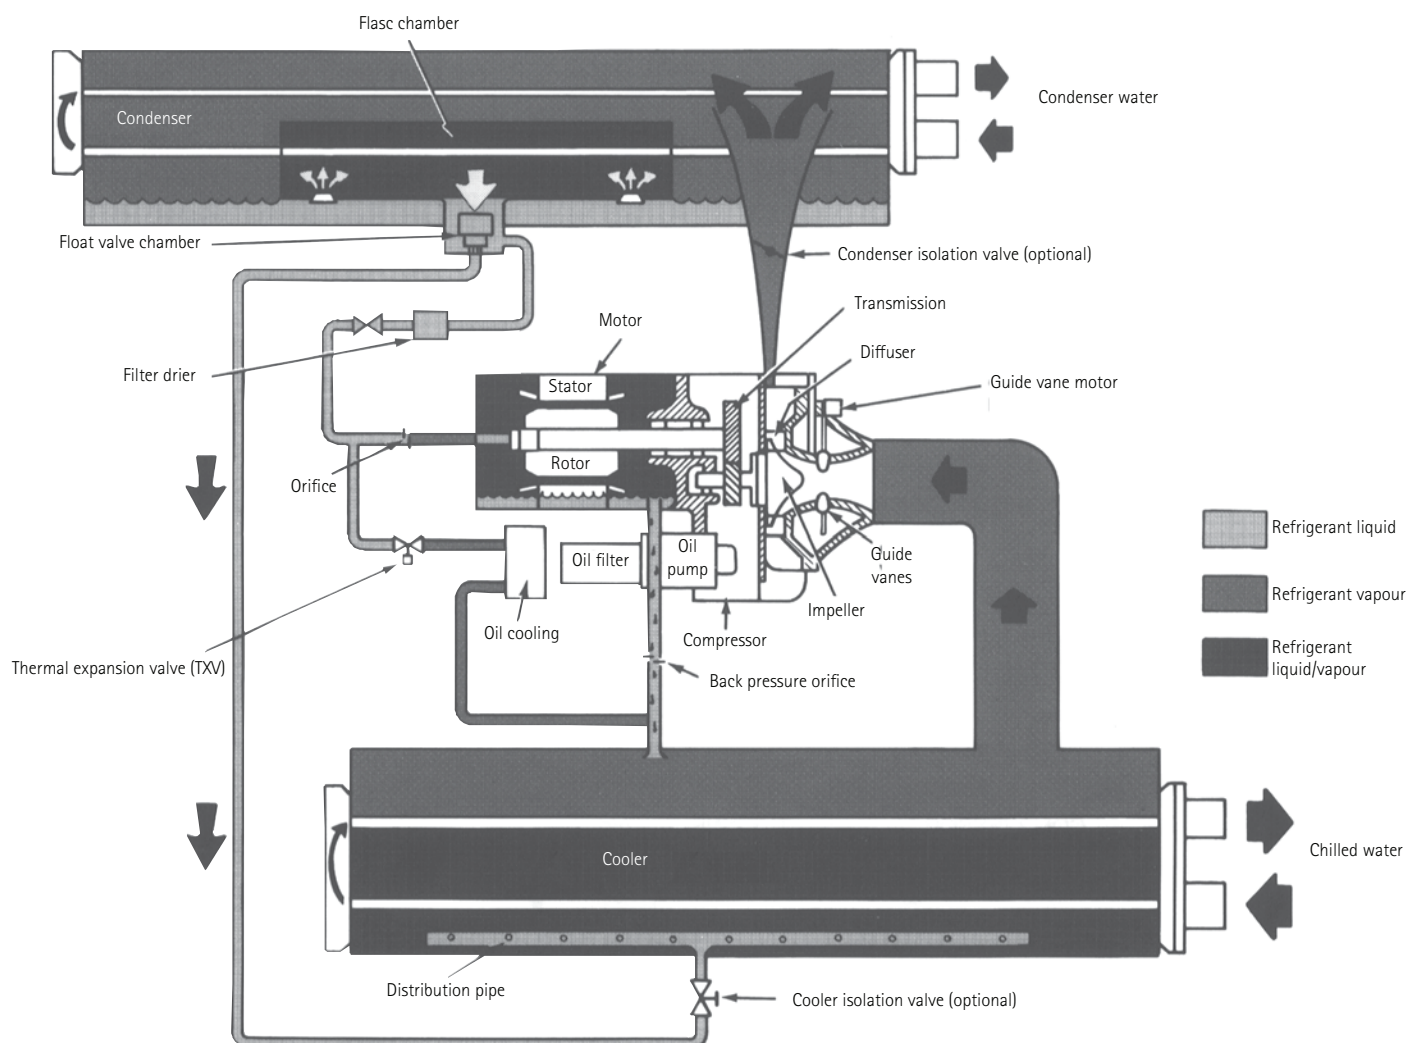 Flasc chamber
Condenser water
Condenser
Float valve chamber
Condenser isolation valve (optional)
Transmission
Motor
Diffuser
Filter drier
Guide vane motor
Stator
Rotor
Orifice
Refrigerant liquid
Oil filter
Oil
pump
Guide
vanes
Refrigerant vapour
Impeller
Oil cooling
Compressor
Refrigerant
liquid/vapour
Thermal expansion valve (TXV)
Back pressure orifice
Cooler
Chilled water
Distribution pipe
Cooler isolation valve (optional)